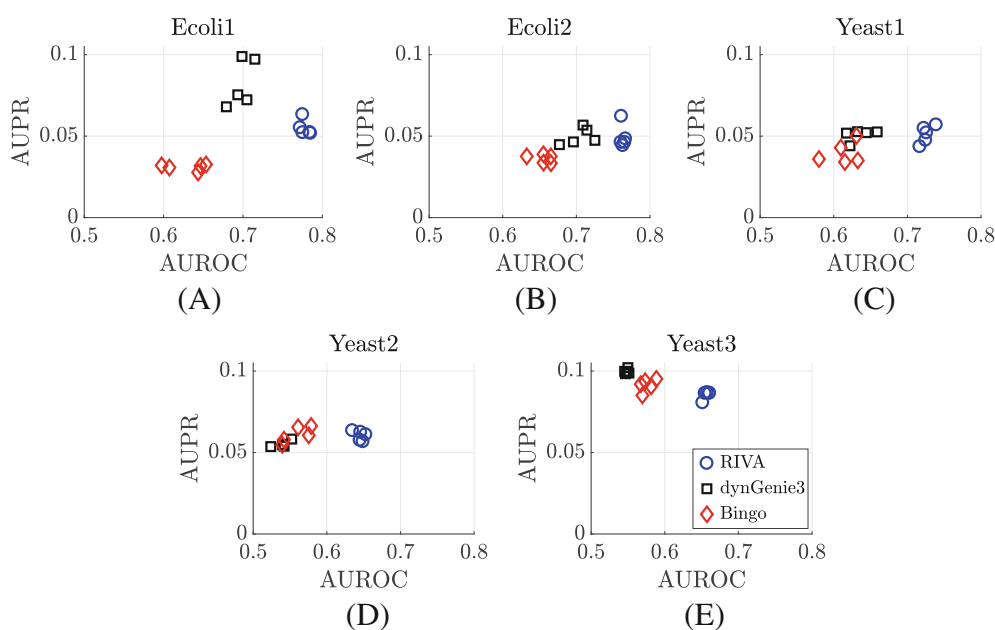 Ecoli1
0.1
0.05
0
AUPR
0.5 0.6 0.7 0.8
AUROC
(A)
Ecoli2
0.1
0.05
0
AUPR
0.5 0.6 0.7 0.8
AUROC
(B)
Yeast1
0.1
0.05
0
AUPR
0.5 0.6 0.7 0.8
AUROC
(C)
Yeast2
0.1
0.05
0
AUPR
0.5 0.6 0.7 0.8
AUROC
(D)
Yeast3
0.1
0.05
0
AUPR
RIVA
dynGenie3
Bingo
0.5 0.6 0.7 0.8
AUROC
(E)